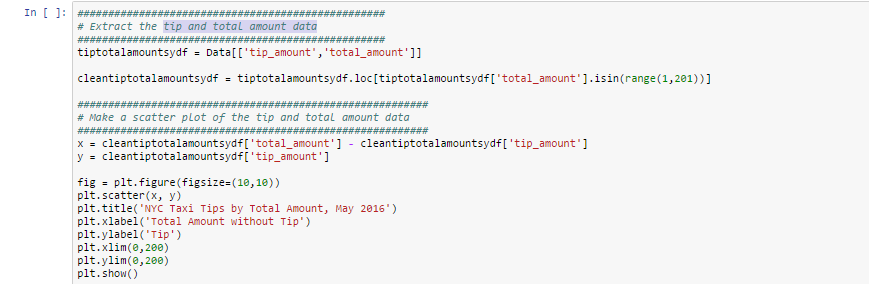 In [ ]: ##################################################
# Extract the tip and total amount data
##################################################
tiptotalamountsydf = Data[['tip_amount','total_amount']]
cleantiptotalamountsydf = tiptotalamountsydf.loc[tiptotalamountsydf['total_amount'].isin(range(1,201))]
#########################################################
# Make a scatter plot of the tip and total amount data
#########################################################
x = cleantiptotalamountsydf['total_amount'] - cleantiptotalamountsydf['tip_amount']
y = cleantiptotalamountsydf['tip_amount']
fig = plt.figure(figsize=(10,10))
plt.scatter(x, y)
plt.title('NYC Taxi Tips by Total Amount, May 2016')
plt.xlabel('Total Amount without Tip')
plt.ylabel('Tip')
plt.xlim(0,200)
plt.ylim(0,200)
plt.show()